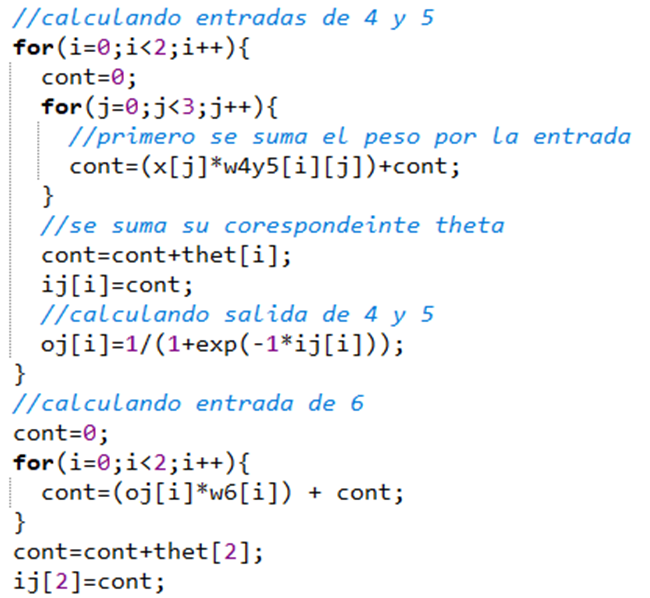 //calculando entradas de 4 y 5
for(i=0;i<2;i++){
  cont=0;
  for(j=0;j<3;j++){
    //primero se suma el peso por la entrada
    cont=(x[j]*w4y5[i][j])+cont;
  }
  //se suma su corespondeinte theta
  cont=cont+thet[i];
  ij[i]=cont;
  //calculando salida de 4 y 5
  oj[i]=1/(1+exp(-1*ij[i]));
}
//calculando entrada de 6
cont=0;
for(i=0;i<2;i++){
  cont=(oj[i]*w6[i]) + cont;
}
cont=cont+thet[2];
ij[2]=cont;